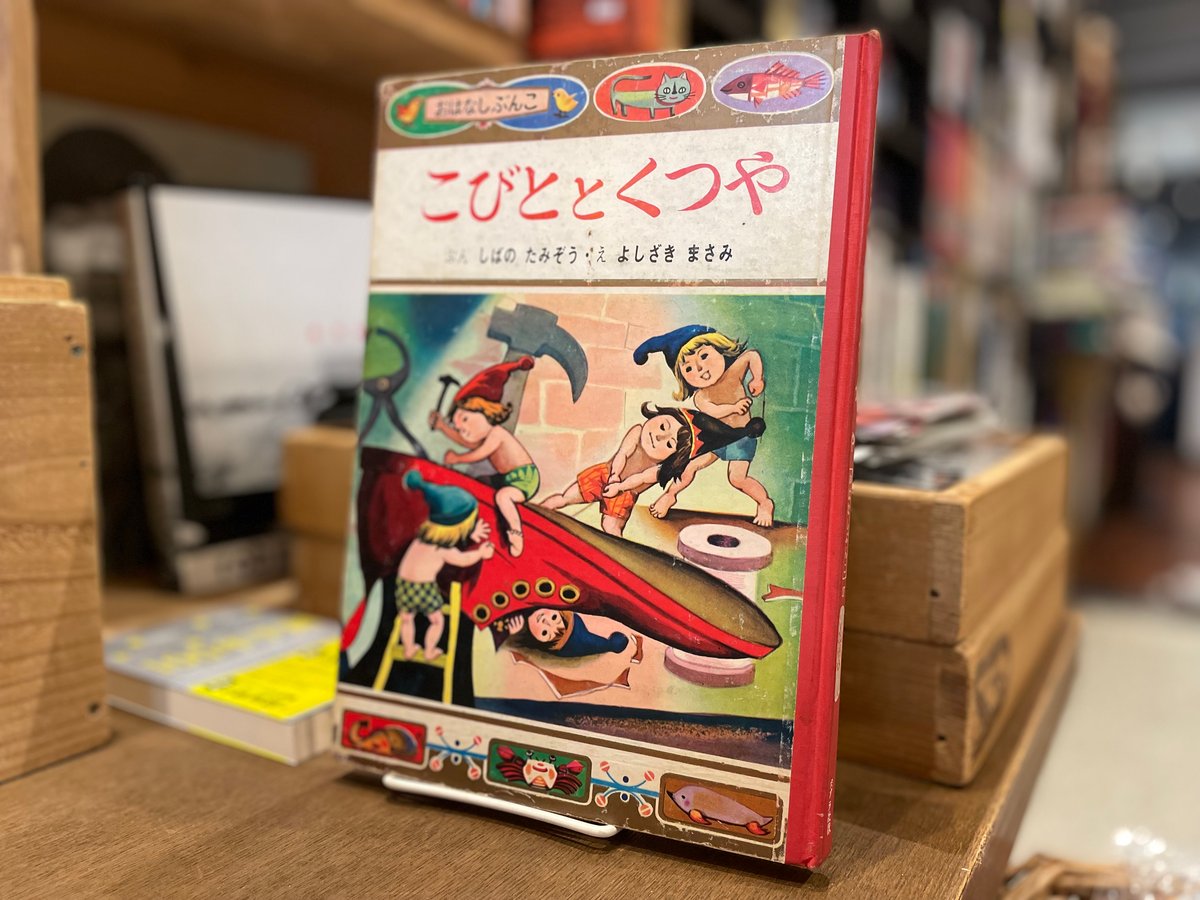 おはなしぶんこ
こびととくつや
ぶん しばの たみぞう・え よしざき まさみ